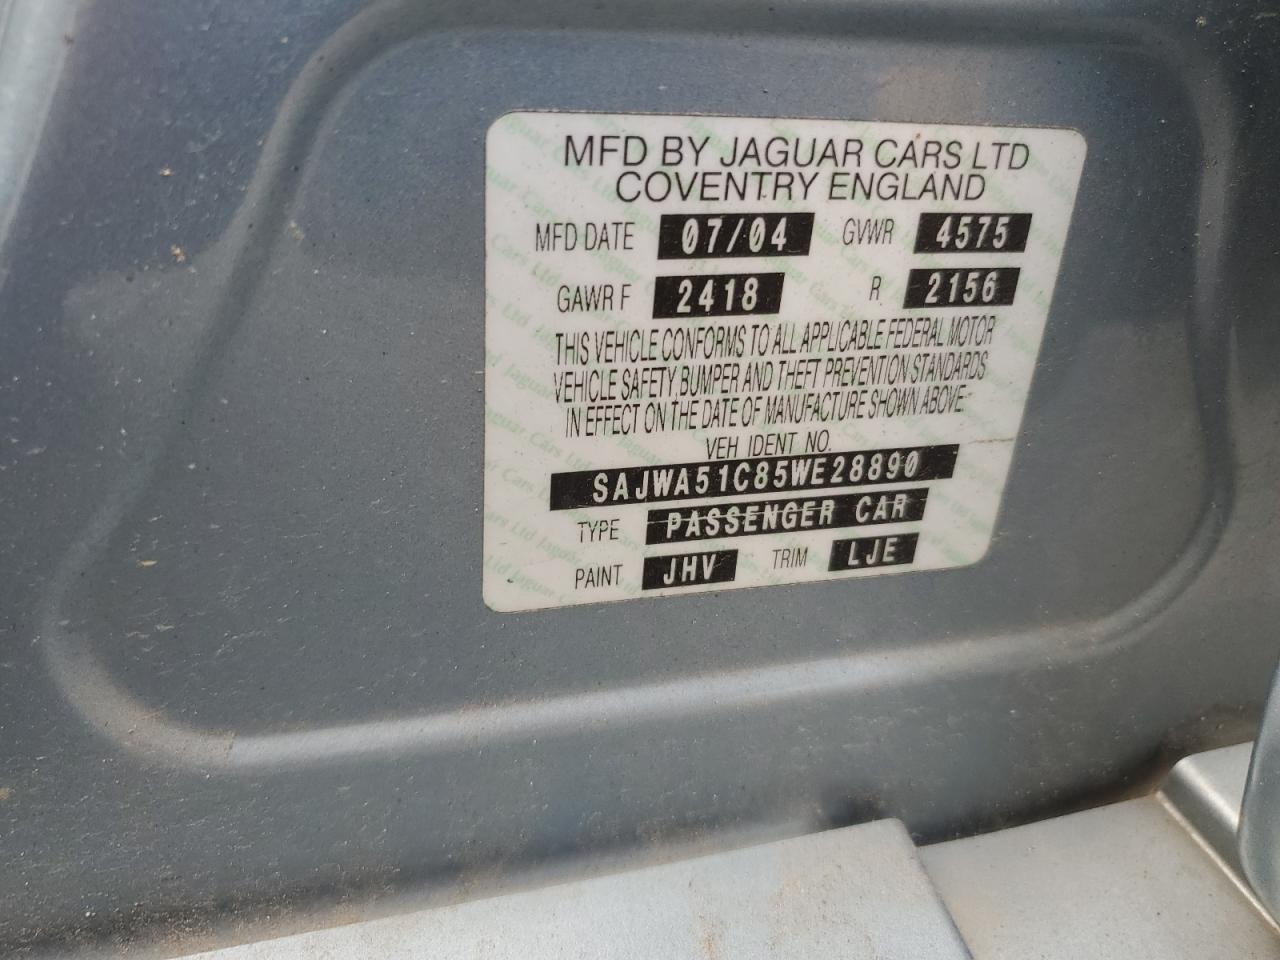 MFD BY JAGUAR CARS LTD
COVENTRY ENGLAND
MFD DATE 07/04 GVWR 4575
GAWR F 2418 R 2156
THIS VEHICLE CONFORMS TO ALL APPLICABLE FEDERAL MOTOR
VEHICLE SAFETY, BUMPER AND THEFT PREVENTION STANDARDS
IN EFFECT ON THE DATE OF MANUFACTURE SHOWN ABOVE.
VEH IDENT NO.
SAJWA51C85WE28890
TYPE PASSENGER CAR
PAINT JHV TRIM LJE